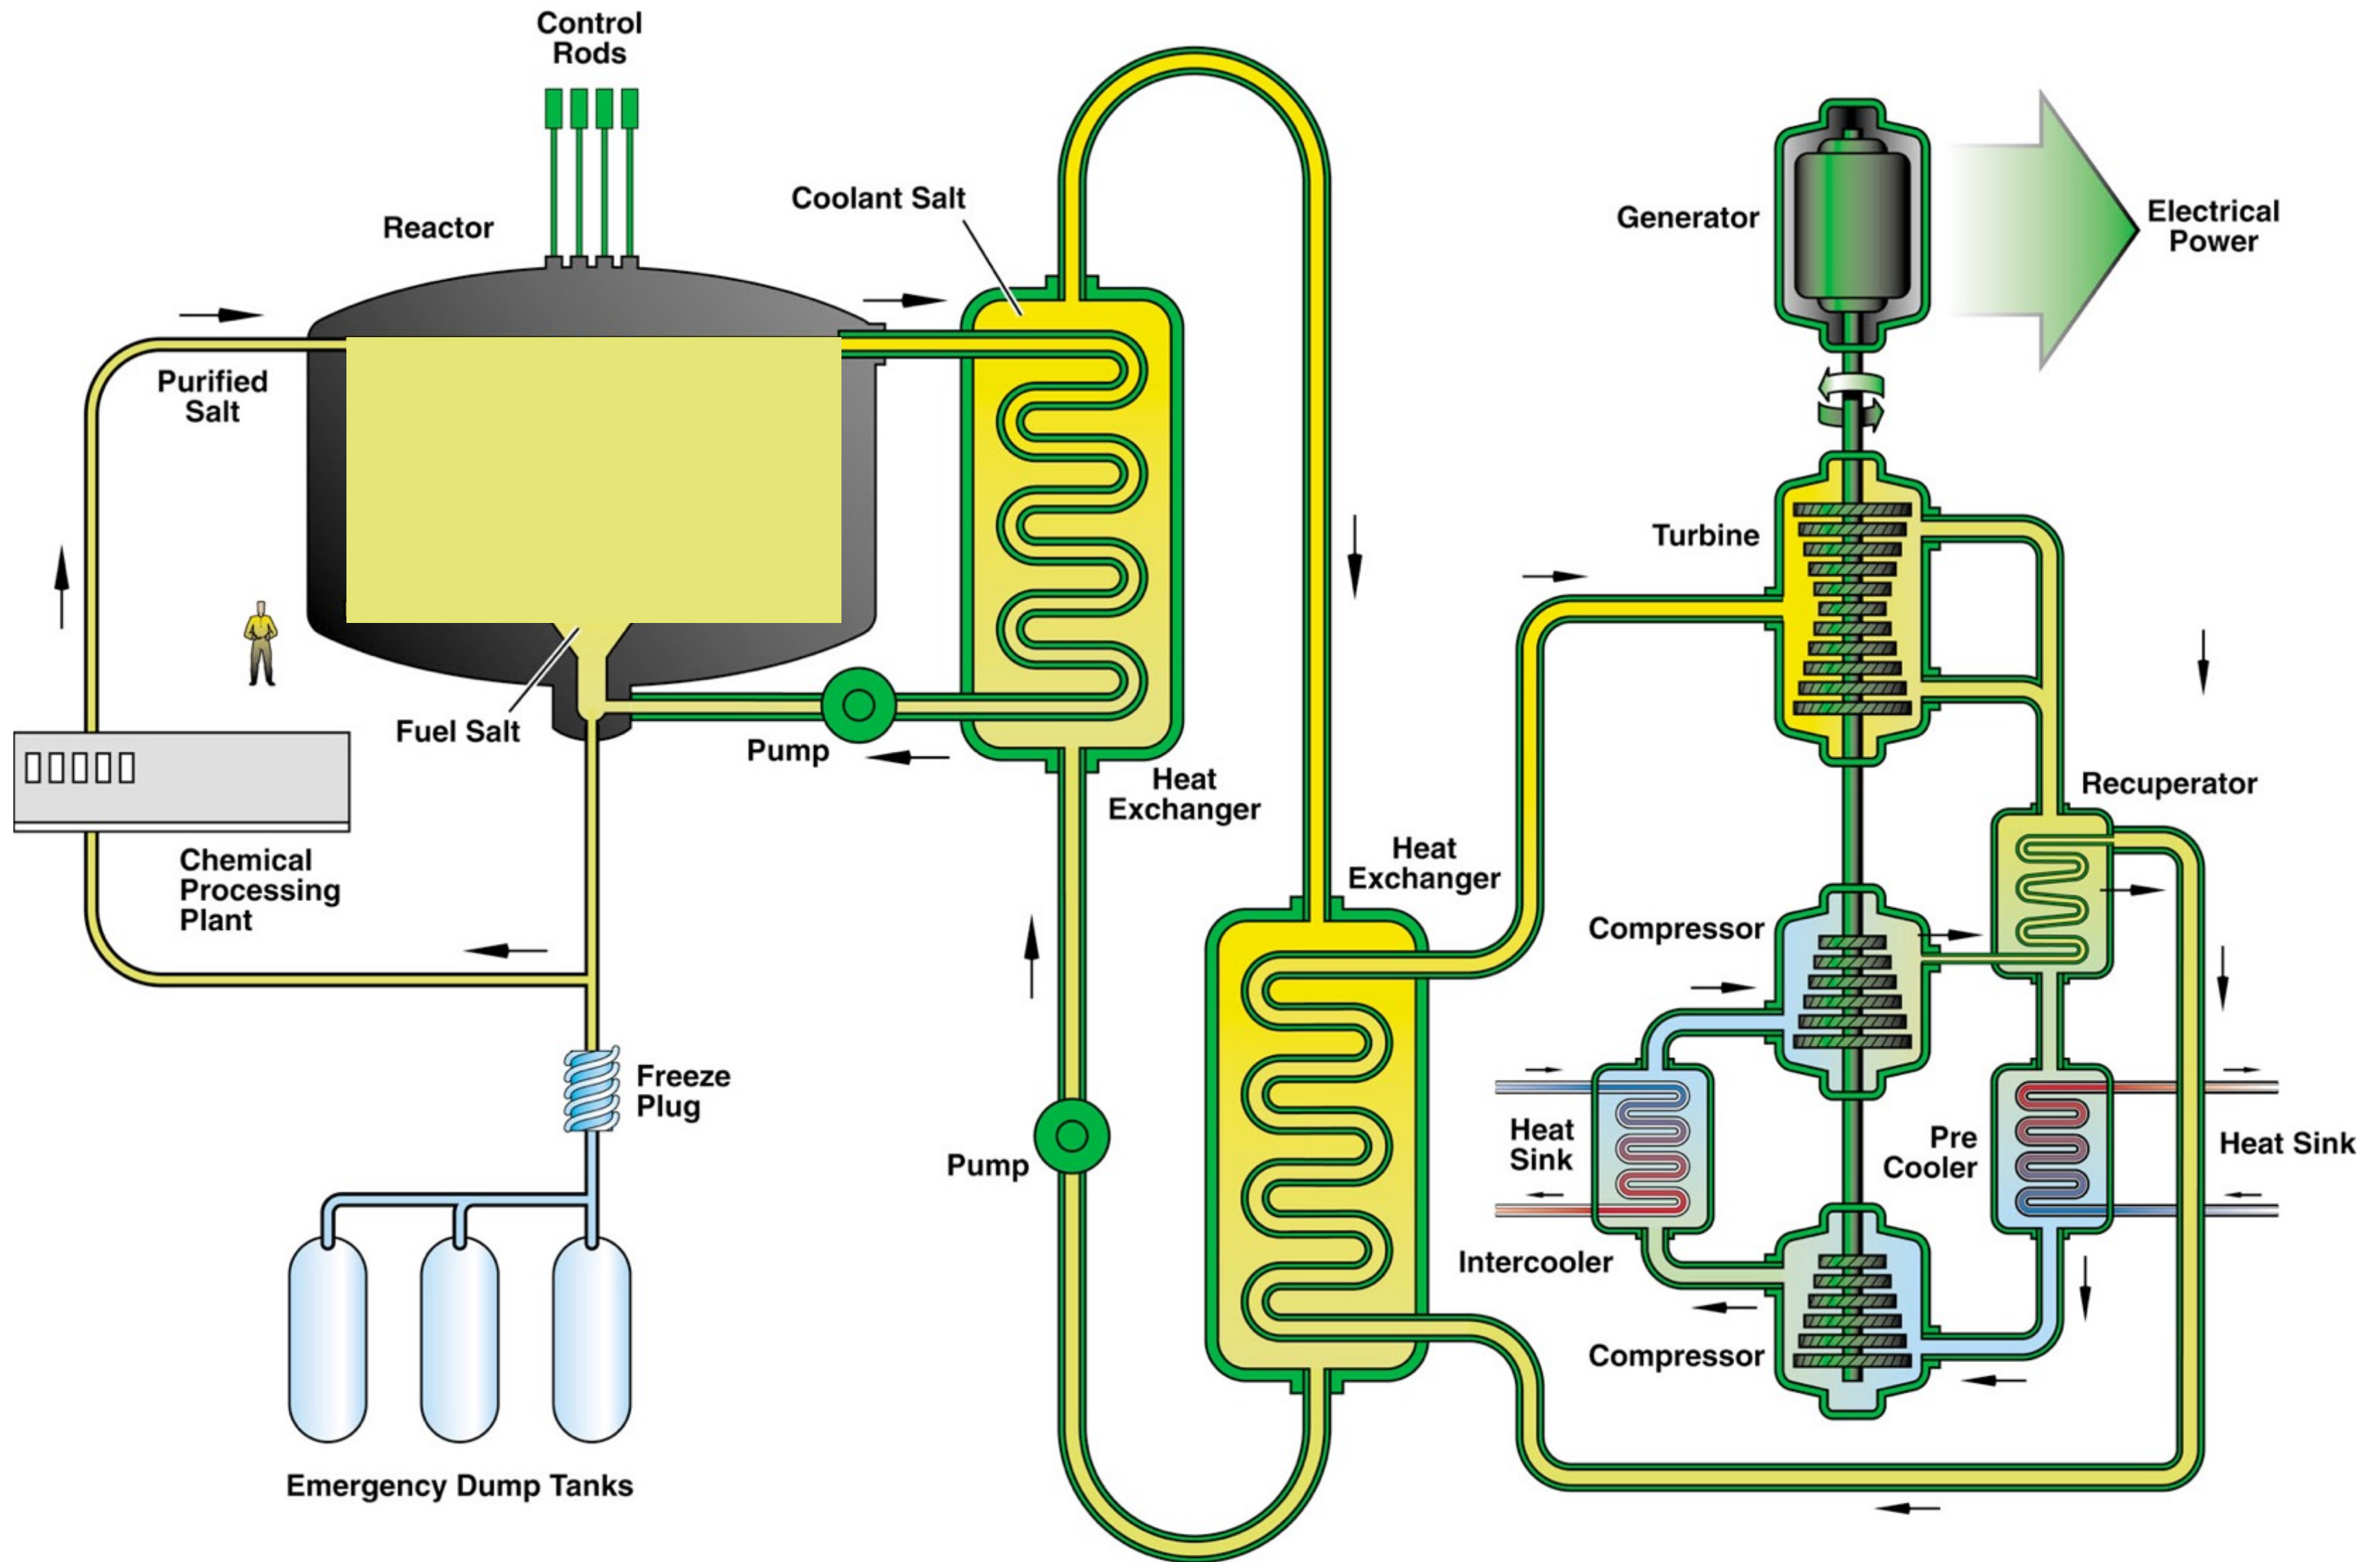 Control
Rods
Reactor
Coolant Salt
Generator
Electrical
Power
Purified
Salt
Turbine
Fuel Salt
Pump
Heat
Exchanger
Recuperator
Chemical
Processing
Plant
Heat
Exchanger
Compressor
Freeze
Plug
Pump
Heat
Sink
Pre
Cooler
Heat Sink
Intercooler
Compressor
Emergency Dump Tanks